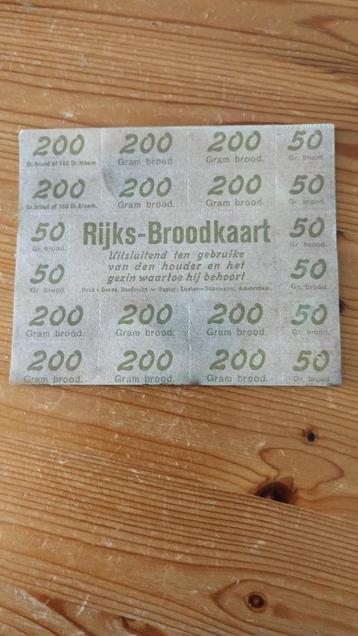 200 200 200 50
Gr. brood of 150 Gr. bloem. Gram brood. Gram brood. Gr. brood.
200 200 200 50
Gr. brood of 150 Gr. bloem. Gram brood. Gram brood. Gr. brood.
50 Rijks-Broodkaart 50
Gr. brood. Uitsluitend ten gebruike Gr. brood.
van den houder en het
50 gezin waartoe hij behoort 50
Gr. brood. Amsterdam. Gr. brood.
200 200 200 50
Gram brood. Gram brood. Gram brood. Gr. brood.
200 200 200 50
Gram brood. Gram brood. Gram brood. Gr. brood.